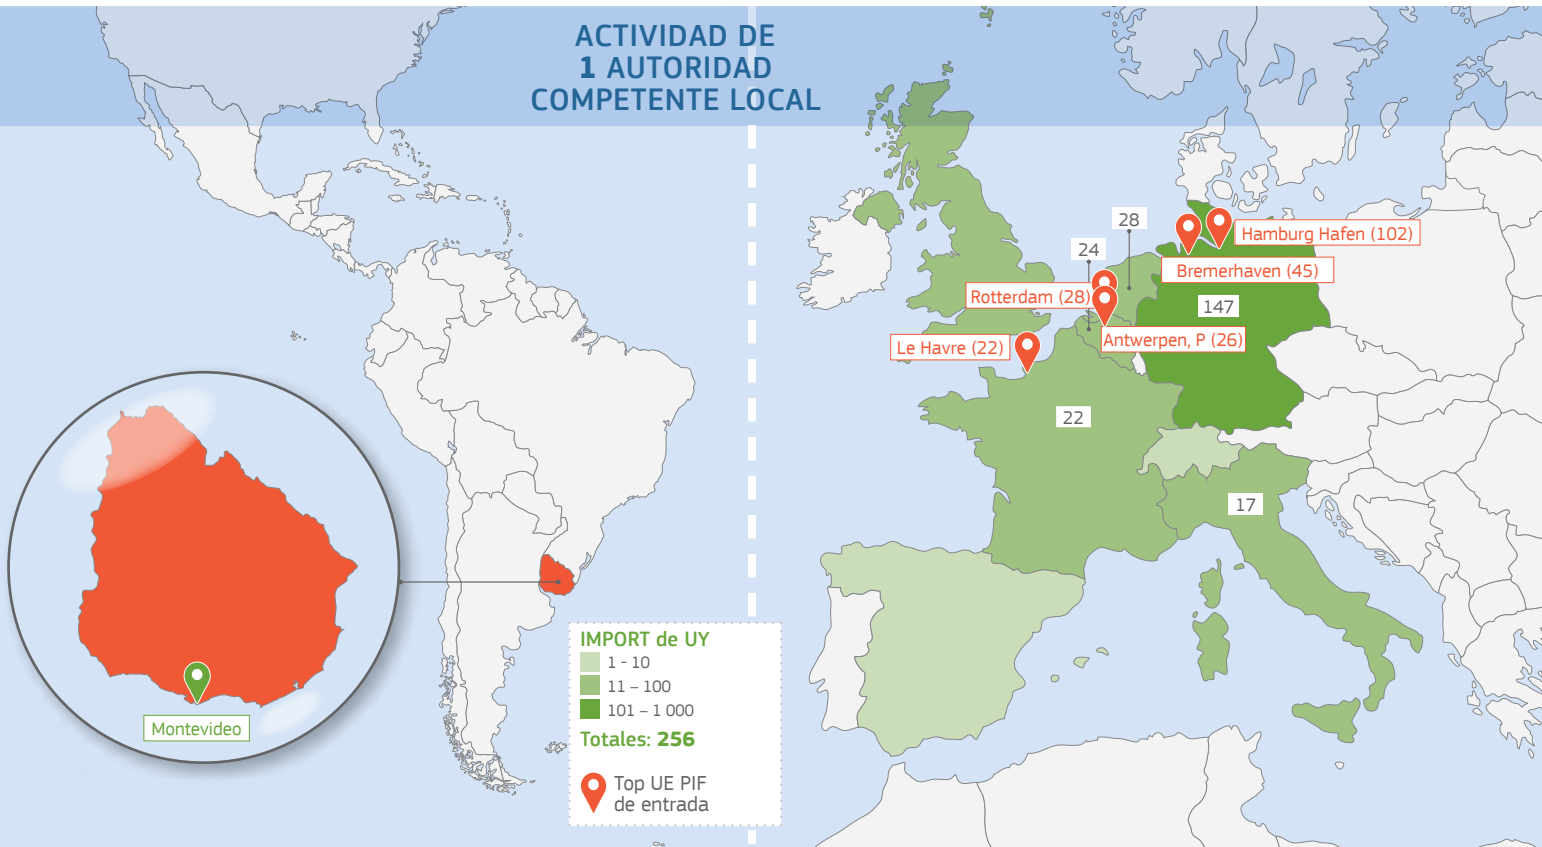 ACTIVIDAD DE
1 AUTORIDAD
COMPETENTE LOCAL
28
24
Hamburg Hafen (102)
Bremerhaven (45)
Rotterdam (28)
147
Antwerpen, P (26)
Le Havre (22)
22
17
Montevideo
IMPORT de UY
1 - 10
11 – 100
101 – 1 000
Totales: 256
Top UE PIF
de entrada